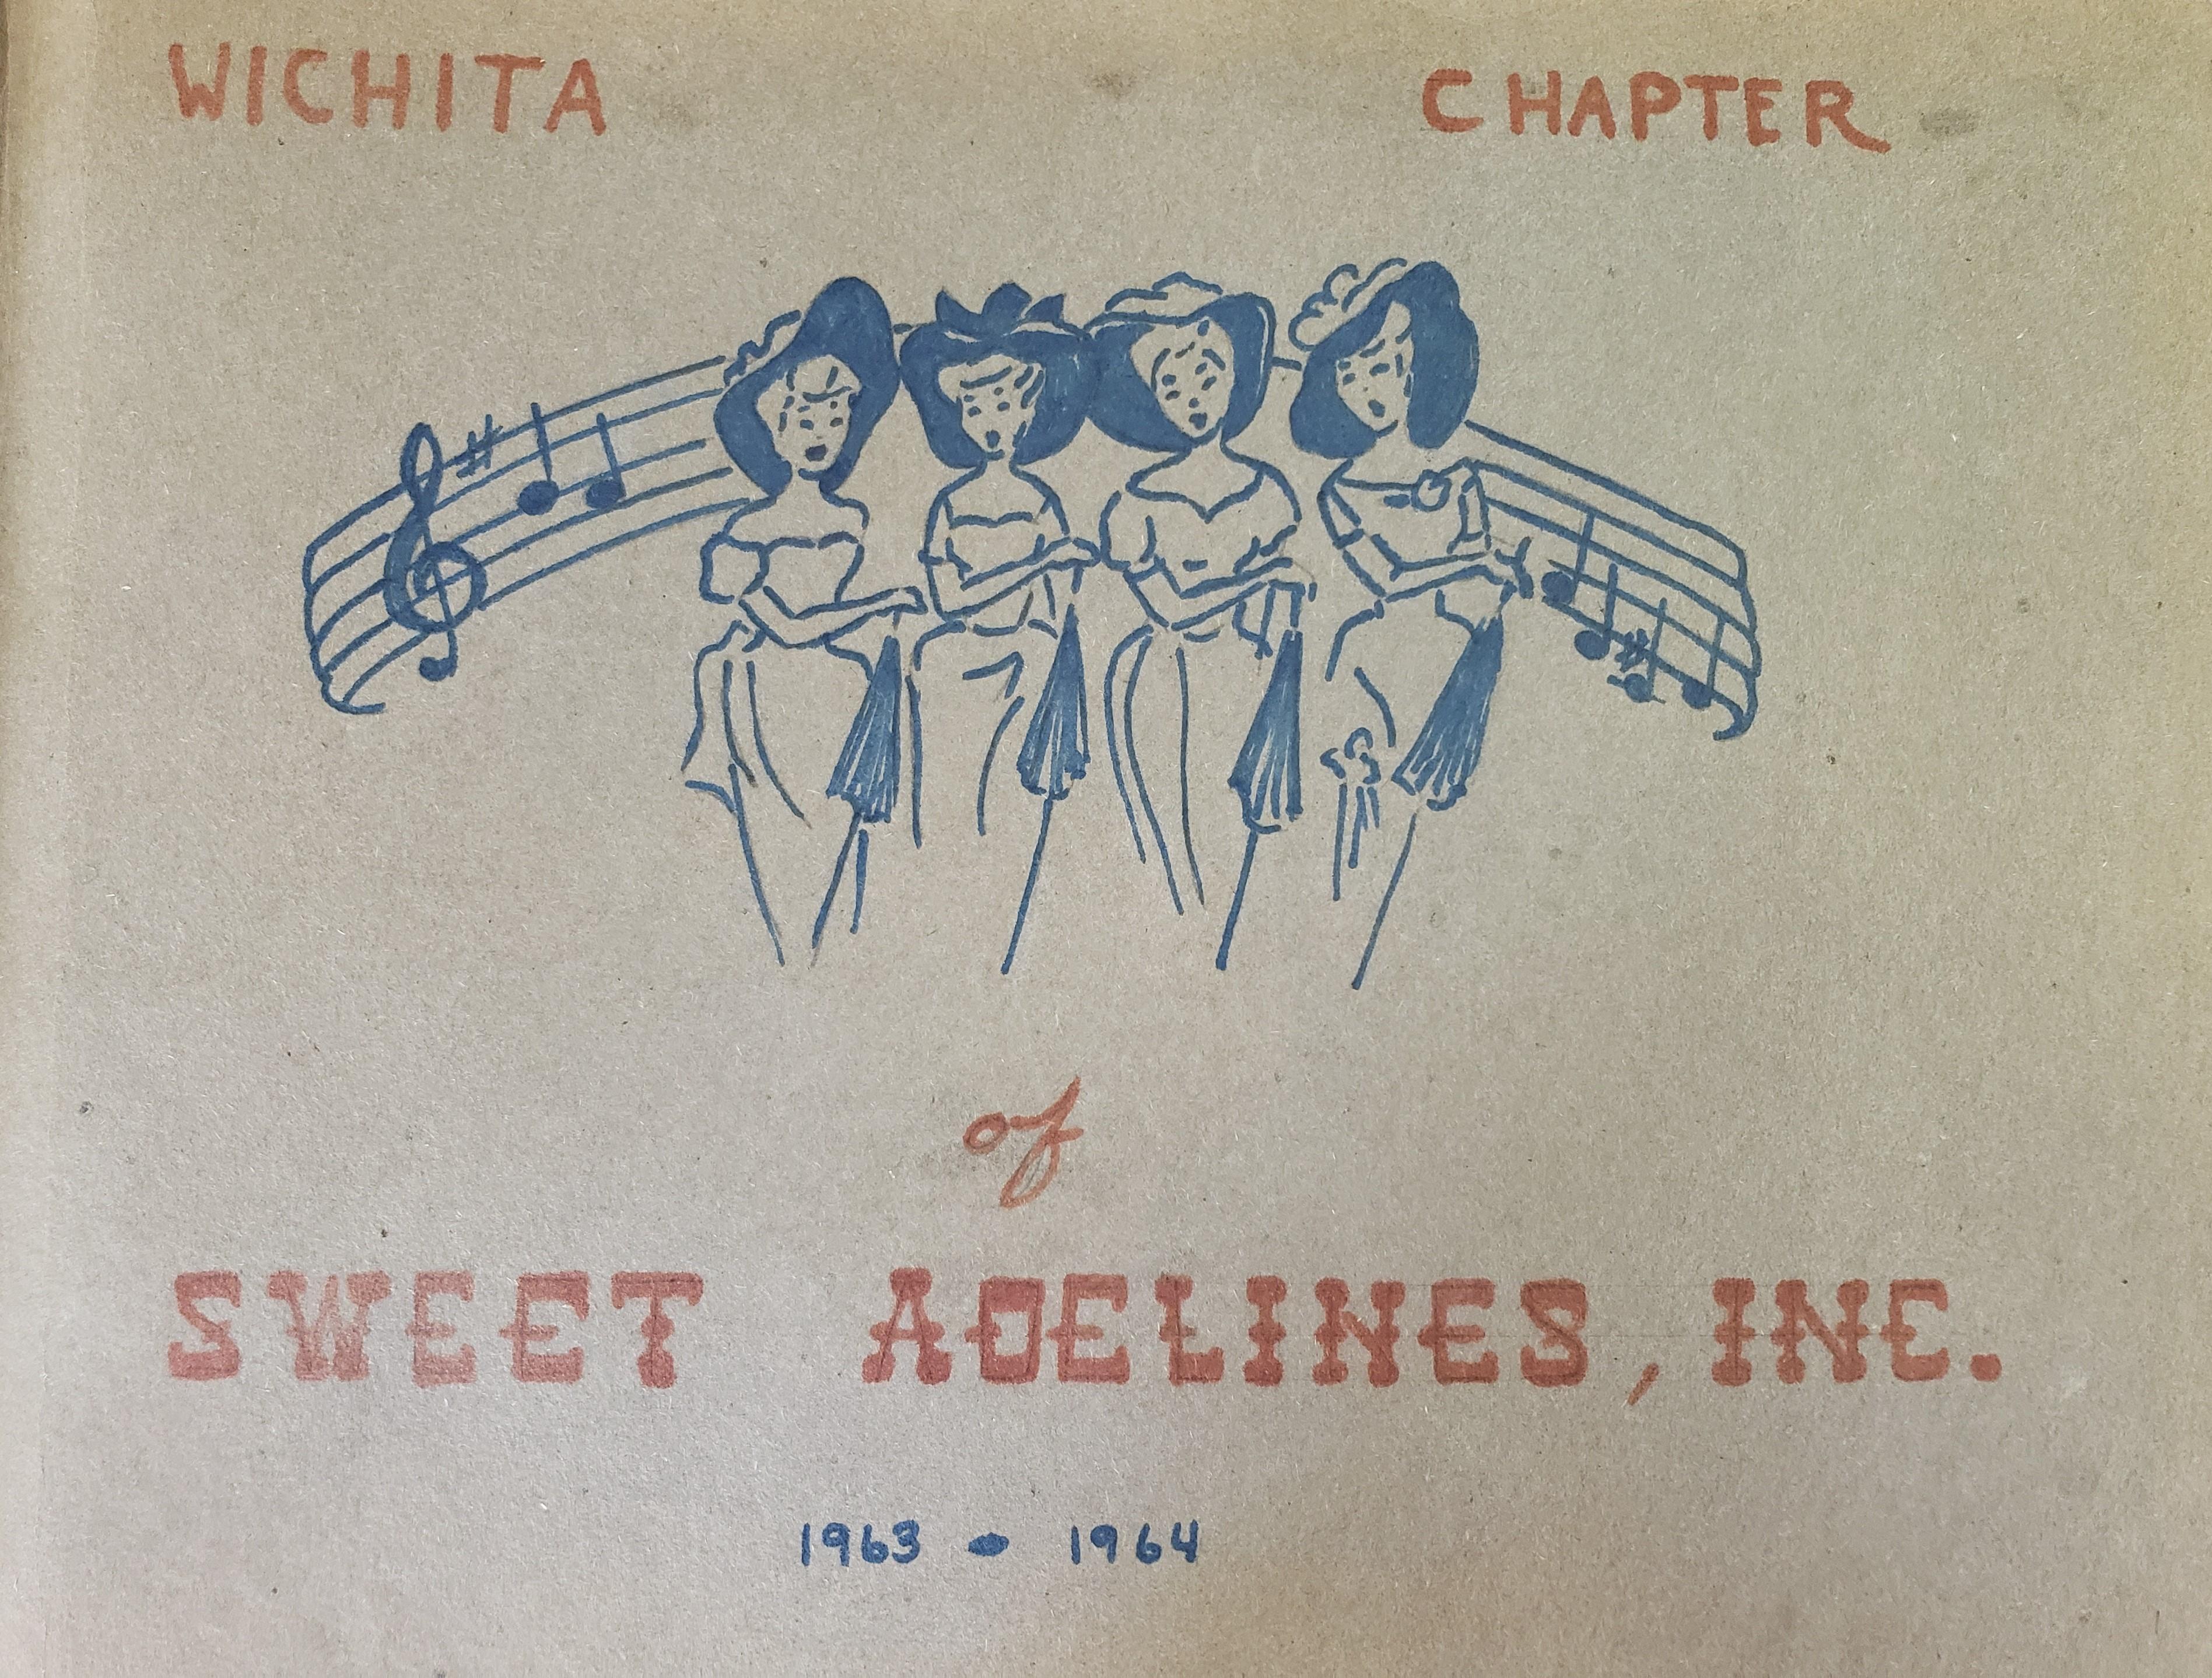 WICHITA CHAPTER
of
SWEET ADELINES, INC.
1963 - 1964